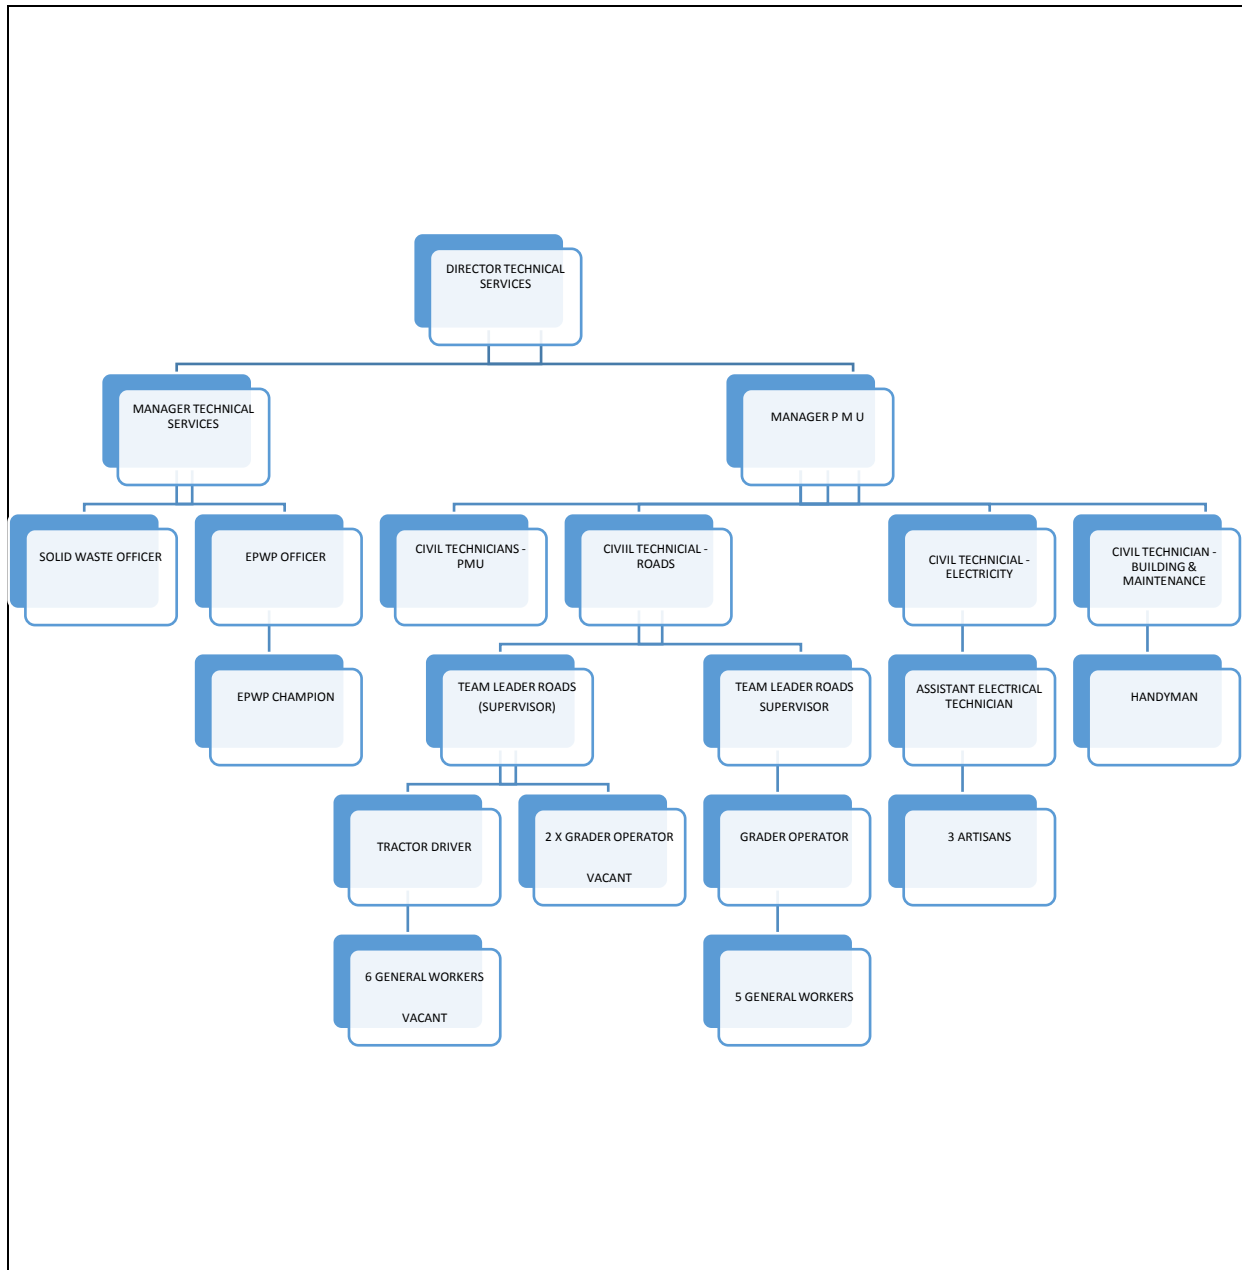 DIRECTOR TECHNICAL
SERVICES
MANAGER TECHNICAL
SERVICES
MANAGER P M U
SOLID WASTE OFFICER
EPWP OFFICER
CIVIL TECHNICIANS -
PMU
CIVIIL TECHNICIAL -
ROADS
CIVIL TECHNICIAL -
ELECTRICITY
CIVIL TECHNICIAN -
BUILDING &
MAINTENANCE
EPWP CHAMPION
TEAM LEADER ROADS
(SUPERVISOR)
TEAM LEADER ROADS
SUPERVISOR
ASSISTANT ELECTRICAL
TECHNICIAN
HANDYMAN
TRACTOR DRIVER
2 X GRADER OPERATOR
VACANT
GRADER OPERATOR
3 ARTISANS
6 GENERAL WORKERS
VACANT
5 GENERAL WORKERS